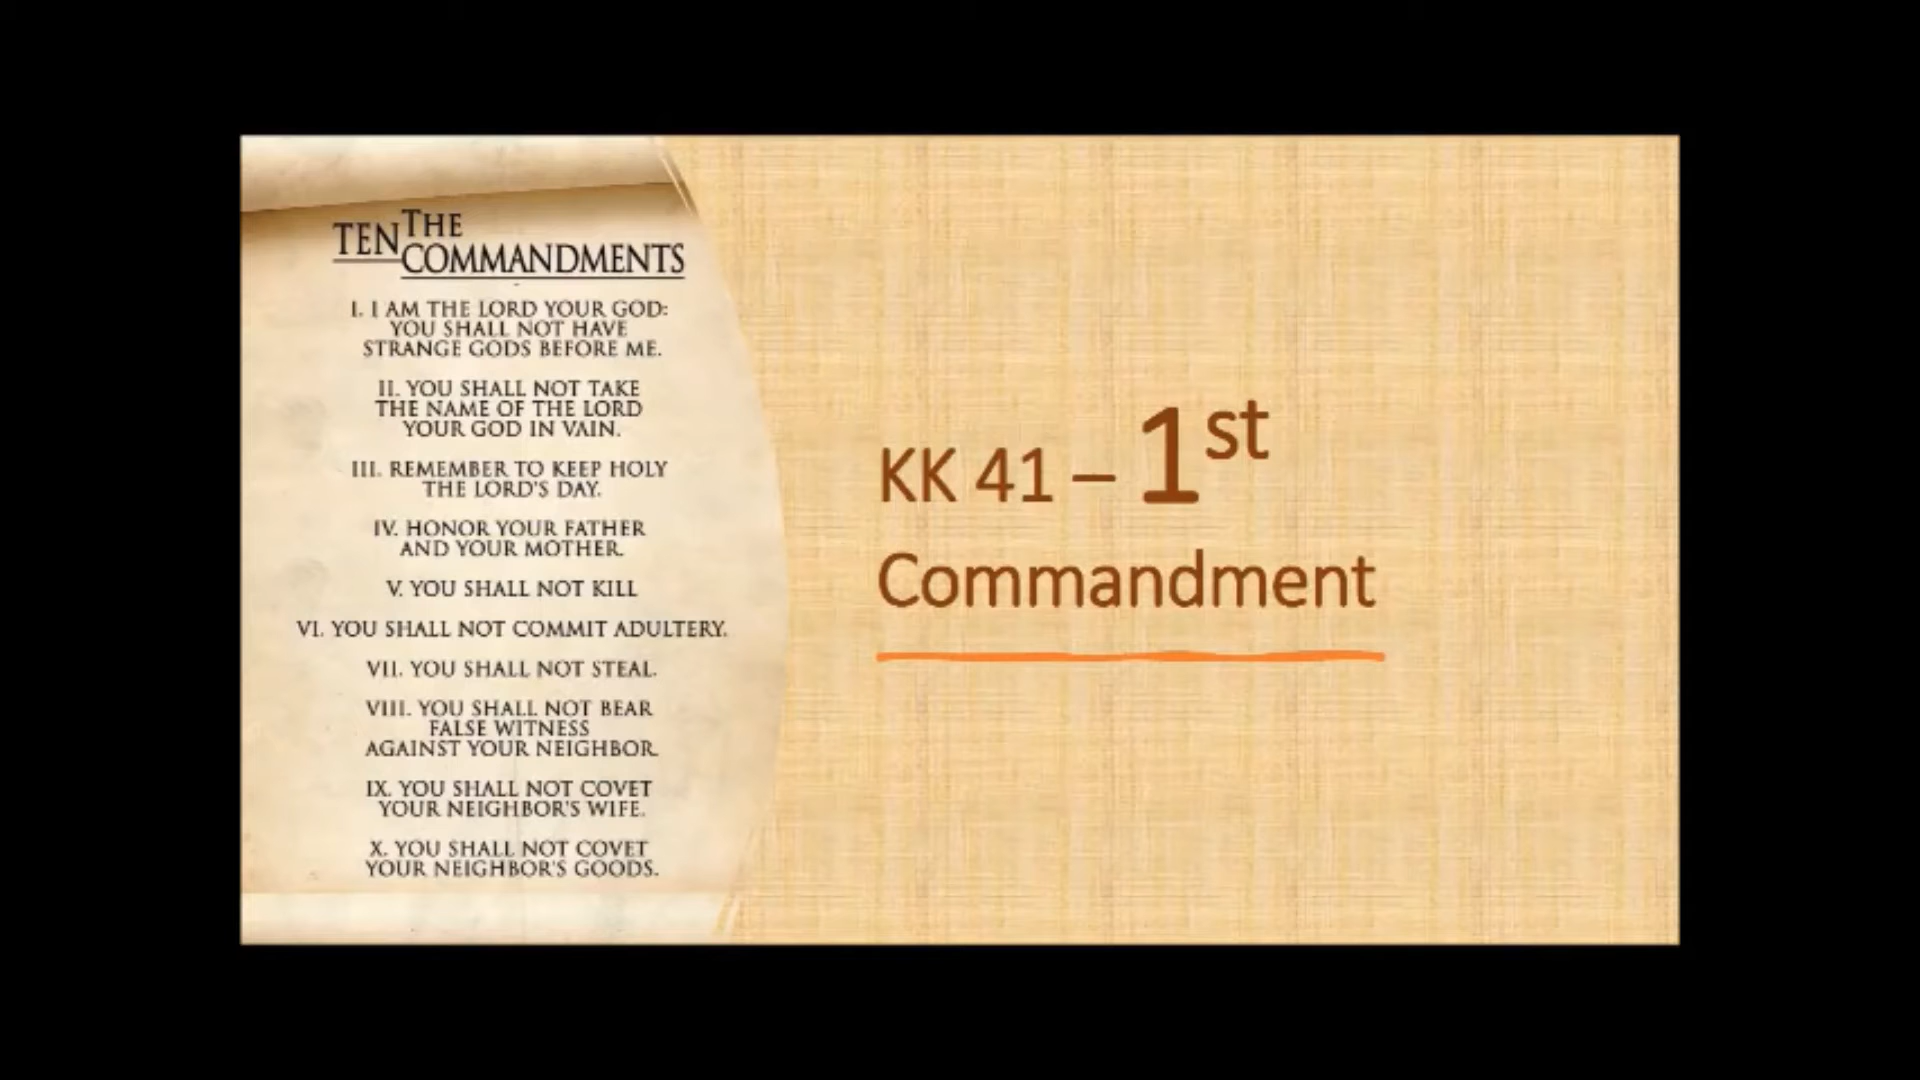 THE
TEN COMMANDMENTS
I. I AM THE LORD YOUR GOD:
YOU SHALL NOT HAVE
STRANGE GODS BEFORE ME.
II. YOU SHALL NOT TAKE
THE NAME OF THE LORD
YOUR GOD IN VAIN.
III. REMEMBER TO KEEP HOLY
THE LORD'S DAY.
IV. HONOR YOUR FATHER
AND YOUR MOTHER.
V. YOU SHALL NOT KILL
VI. YOU SHALL NOT COMMIT ADULTERY.
VII. YOU SHALL NOT STEAL.
VIII. YOU SHALL NOT BEAR
FALSE WITNESS
AGAINST YOUR NEIGHBOR.
IX. YOU SHALL NOT COVET
YOUR NEIGHBOR'S WIFE.
X. YOU SHALL NOT COVET
YOUR NEIGHBOR'S GOODS.
KK 41 – 1st
Commandment